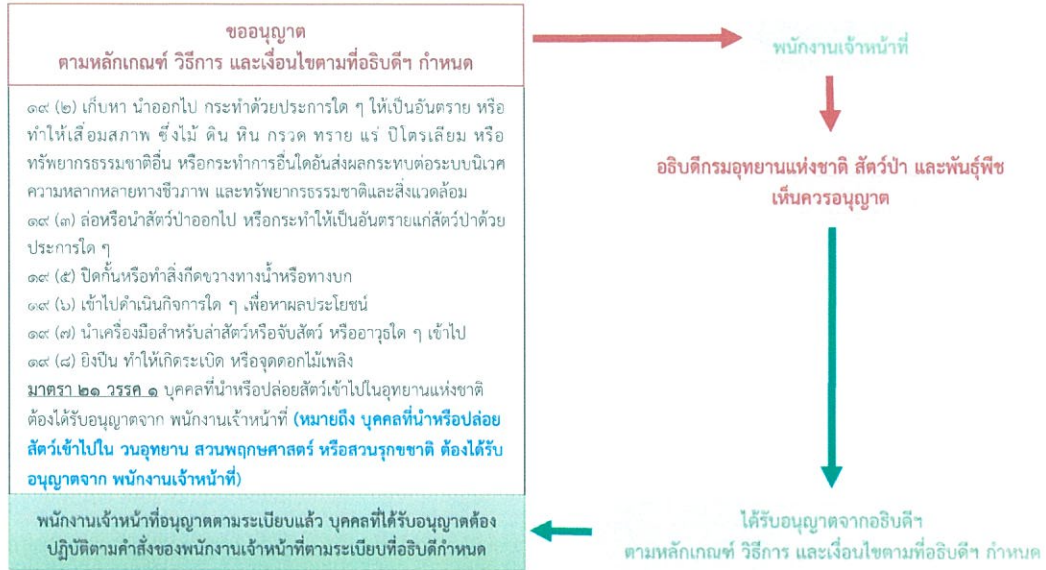 ขออนุญาต
ตามหลักเกณฑ์ วิธีการ และเงื่อนไขตามที่อธิบดีฯ กำหนด
๑๙ (๒) เก็บหา นำออกไป กระทำด้วยประการใด ๆ ให้เป็นอันตราย หรือ
ทำให้เสื่อมสภาพ ซึ่งไม้ ดิน หิน กรวด ทราย แร่ ปิโตรเลียม หรือ
ทรัพยากรธรรมชาติอื่น หรือกระทำการอื่นใดอันส่งผลกระทบต่อระบบนิเวศ
ความหลากหลายทางชีวภาพ และทรัพยากรธรรมชาติและสิ่งแวดล้อม
๑๙ (๓) ล่อหรือนำสัตว์ป่าออกไป หรือกระทำให้เป็นอันตรายแก่สัตว์ป่าด้วย
ประการใด ๆ
๑๙ (๕) ปิดกั้นหรือทำสิ่งกีดขวางทางน้ำหรือทางบก
๑๙ (๖) เข้าไปดำเนินกิจการใด ๆ เพื่อหาผลประโยชน์
๑๙ (๗) นำเครื่องมือสำหรับล่าสัตว์หรือจับสัตว์ หรืออาวุธใด ๆ เข้าไป
๑๙ (๘) ยิงปืน ทำให้เกิดระเบิด หรือจุดดอกไม้เพลิง
มาตรา ๒๑ วรรค ๑ บุคคลที่นำหรือปล่อยสัตว์เข้าไปในอุทยานแห่งชาติ
ต้องได้รับอนุญาตจาก พนักงานเจ้าหน้าที่ (หมายถึง บุคคลที่นำหรือปล่อย
สัตว์เข้าไปใน วนอุทยาน สวนพฤกษศาสตร์ หรือสวนรุกขชาติ ต้องได้รับ
อนุญาตจาก พนักงานเจ้าหน้าที่)
พนักงานเจ้าหน้าที่อนุญาตตามระเบียบแล้ว บุคคลที่ได้รับอนุญาตต้อง
ปฏิบัติตามคำสั่งของพนักงานเจ้าหน้าที่ตามระเบียบที่อธิบดีกำหนด
พนักงานเจ้าหน้าที่
อธิบดีกรมอุทยานแห่งชาติ สัตว์ป่า และพันธุ์พืช
เห็นควรอนุญาต
ได้รับอนุญาตจากอธิบดีฯ
ตามหลักเกณฑ์ วิธีการ และเงื่อนไขตามที่อธิบดีฯ กำหนด